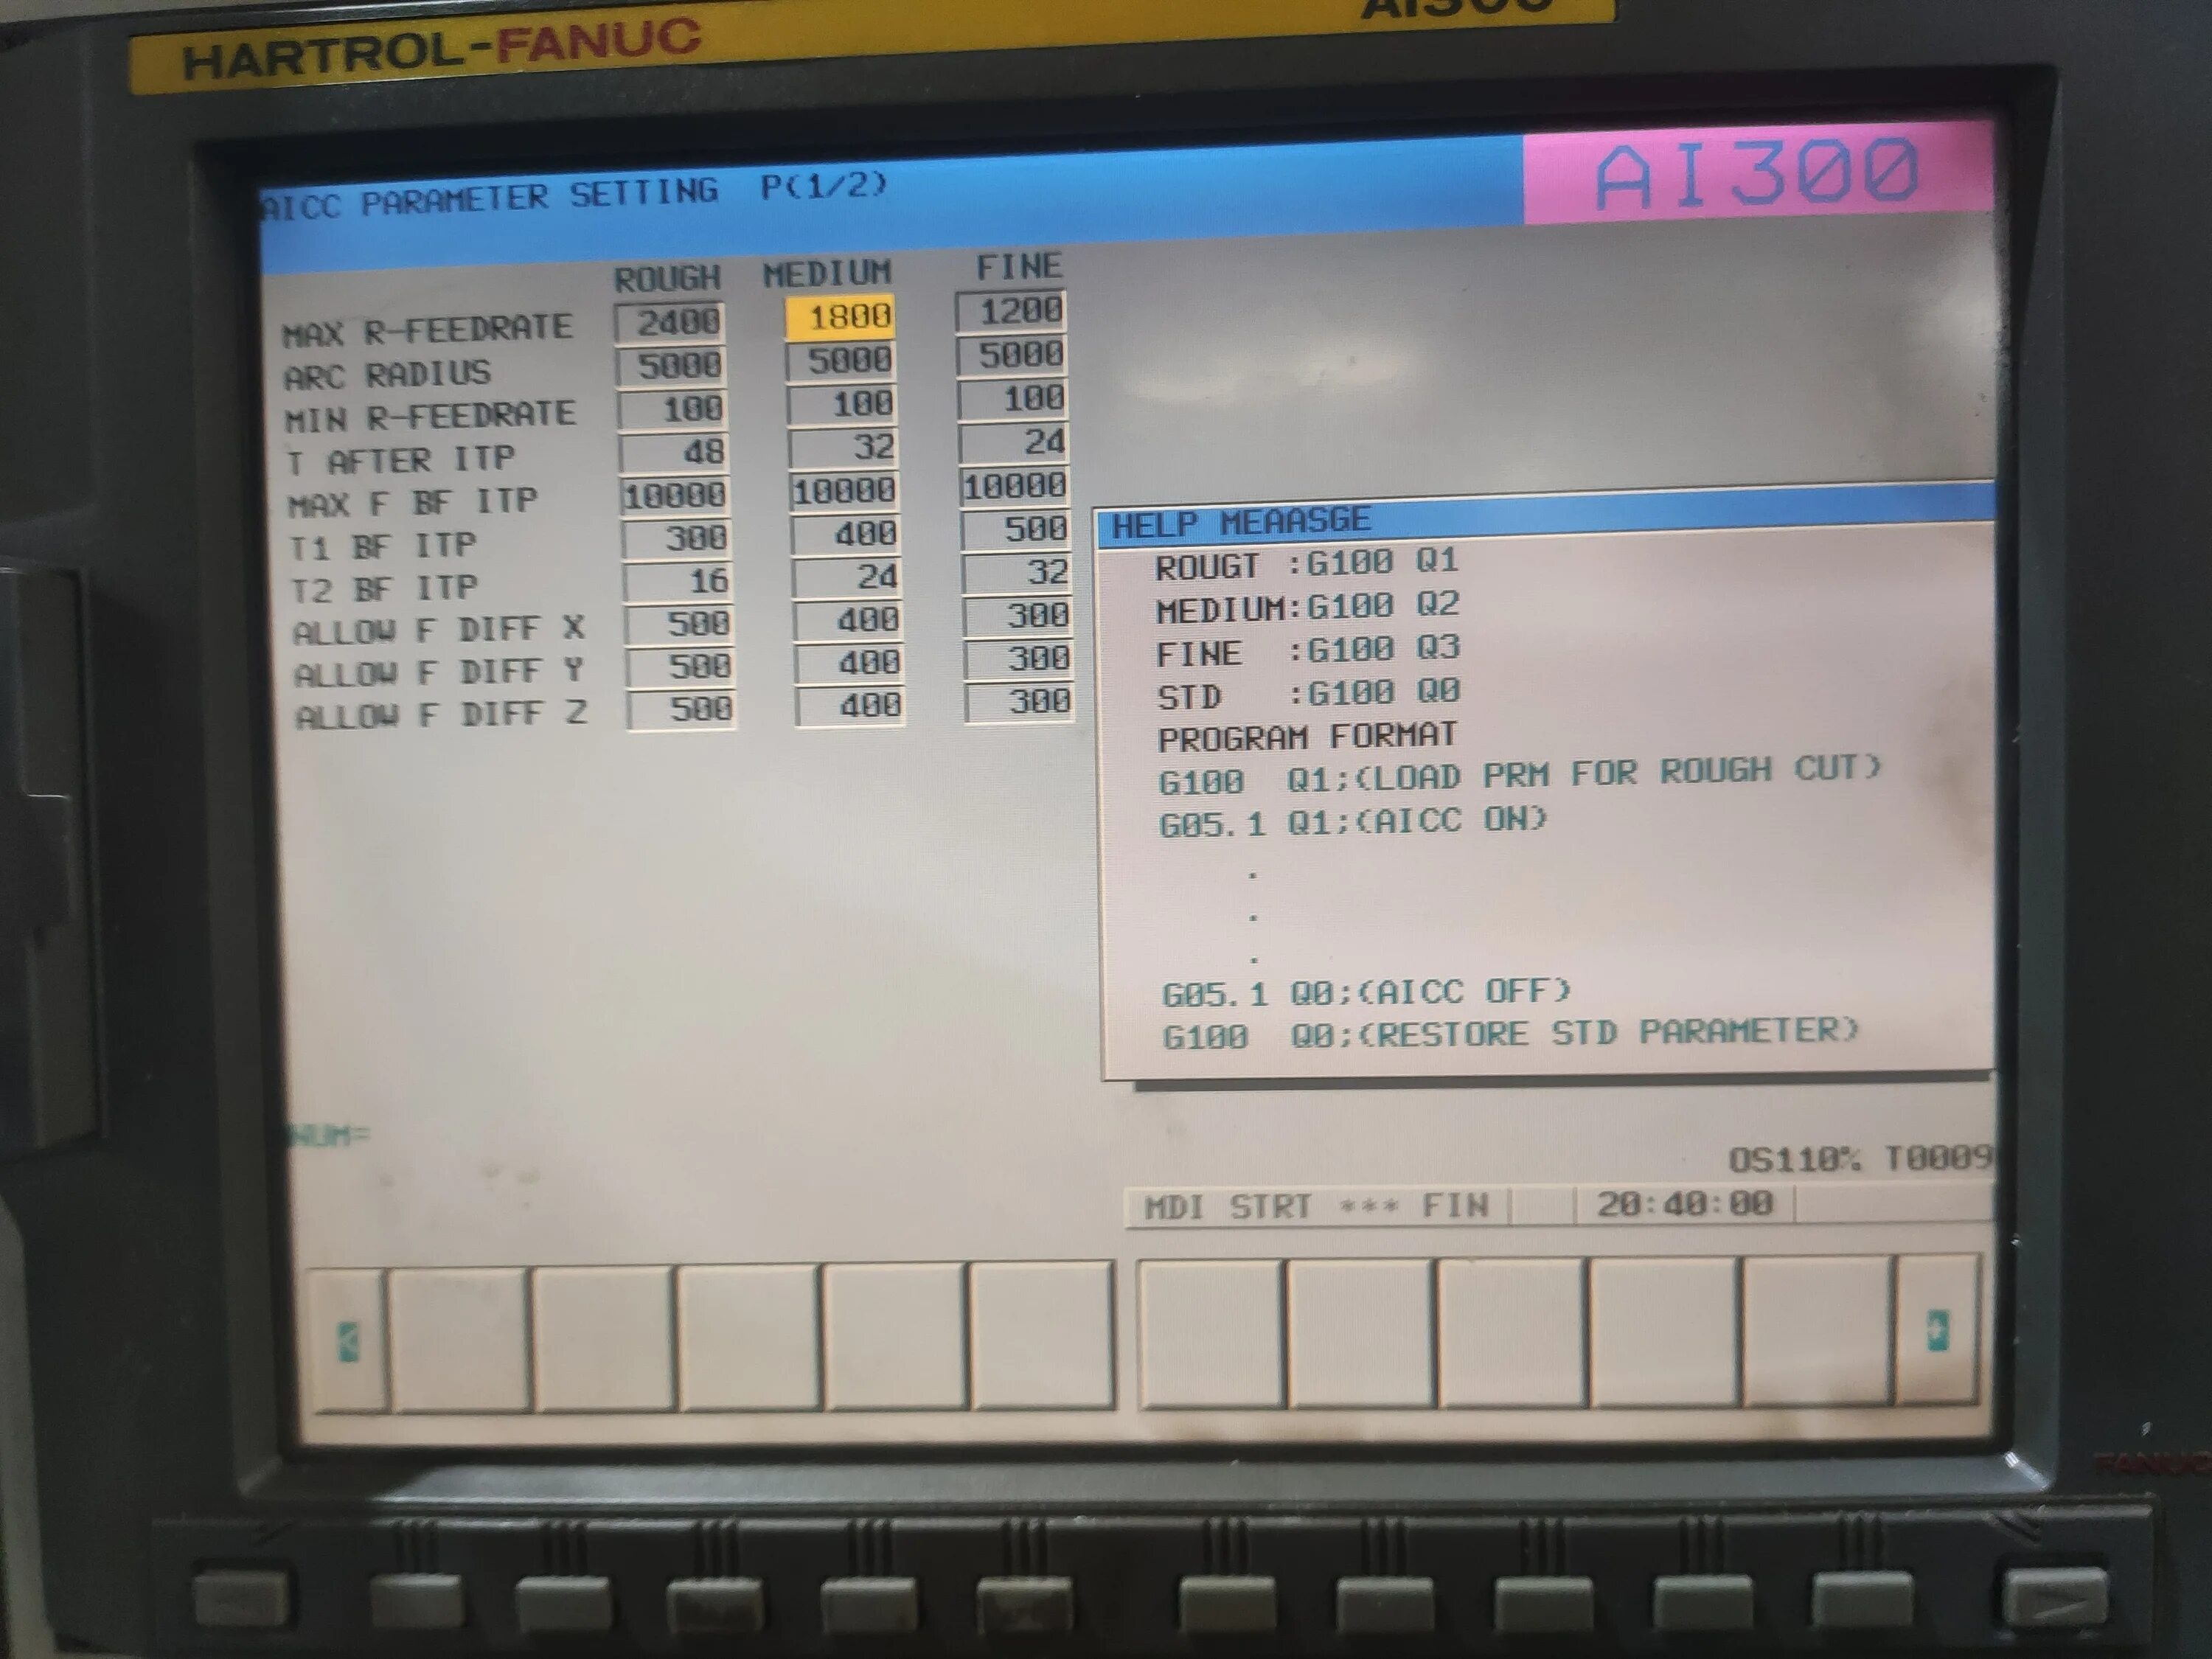 HARTROL-FANUC AI300
AICC PARAMETER SETTING P(1/2)
AI300
ROUGH MEDIUM FINE
MAX R-FEEDRATE 2400 1800 1200
ARC RADIUS 5000 5000 5000
MIN R-FEEDRATE 100 100 100
T AFTER ITP 48 32 24
MAX F BF ITP 10000 10000 10000
T1 BF ITP 300 400 500
T2 BF ITP 16 24 32
ALLOW F DIFF X 500 400 300
ALLOW F DIFF Y 500 400 300
ALLOW F DIFF Z 500 400 300
HELP MEAASGE
ROUGT :G100 Q1
MEDIUM:G100 Q2
FINE :G100 Q3
STD :G100 Q0
PROGRAM FORMAT
G100 Q1;(LOAD PRM FOR ROUGH CUT)
G05.1 Q1;(AICC ON)
.
.
.
G05.1 Q0;(AICC OFF)
G100 Q0;(RESTORE STD PARAMETER)
NUM=
OS110% T0009
MDI STRT *** FIN 20:40:00
< +
FANUC